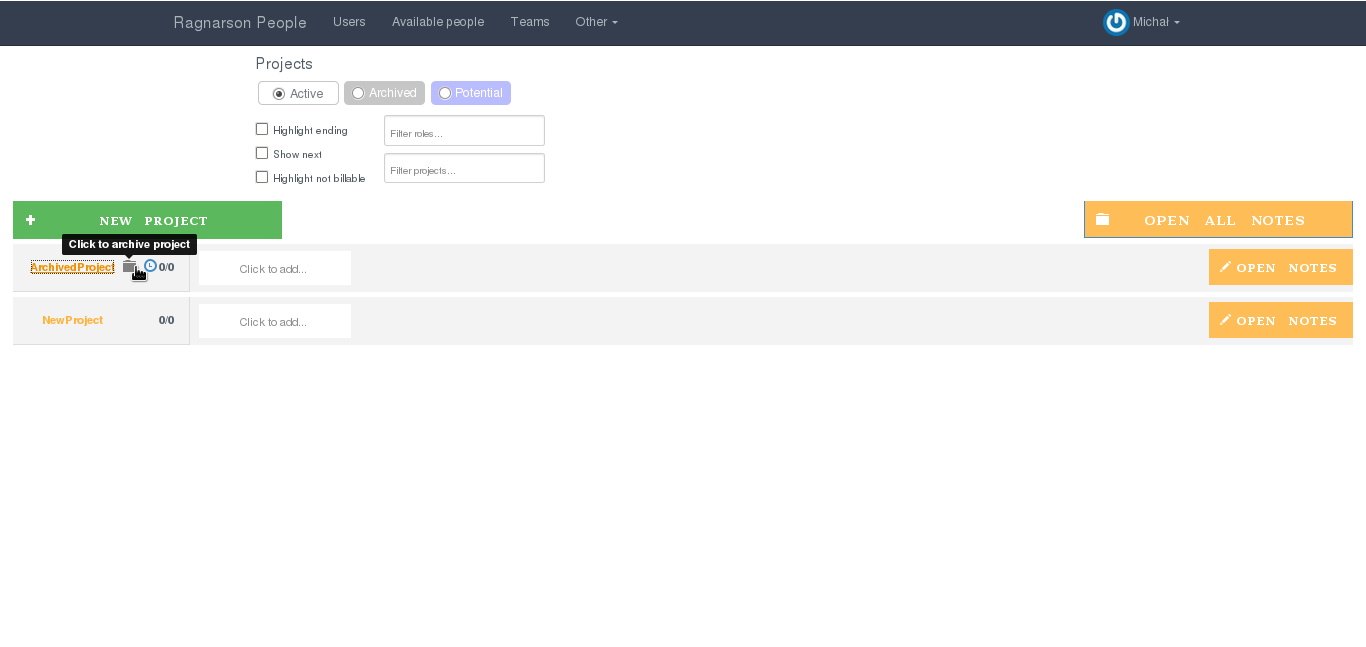 Ragnarson People Users Available people Teams Other Michał
Projects
Active Archived Potential
Highlight ending Filter roles...
Show next
Filter projects...
Highlight not billable
NEW PROJECT OPEN ALL NOTES
Click to archive project
ArchivedProject 0/0 Click to add... OPEN NOTES
NewProject 0/0 Click to add... OPEN NOTES